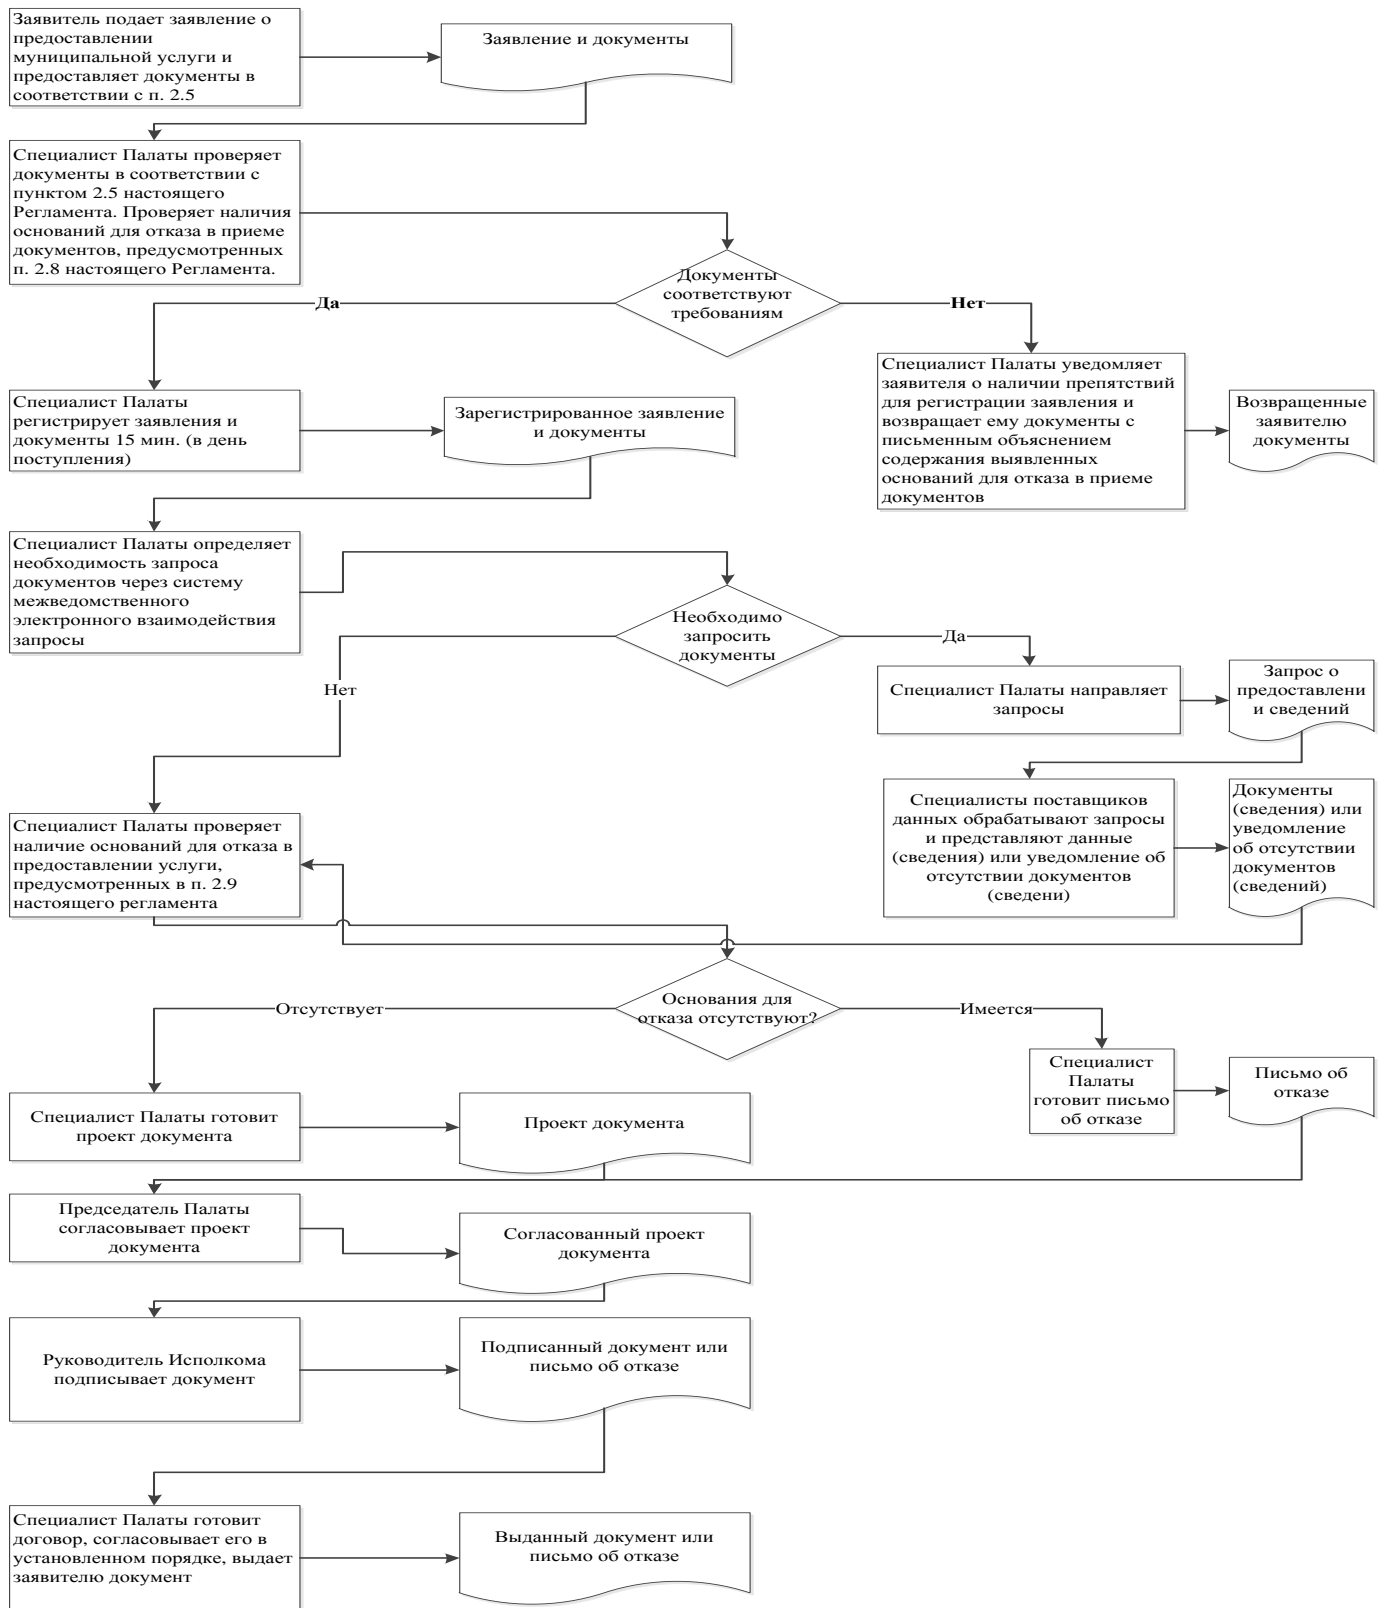 Заявитель подает заявление о
предоставлении
муниципальной услуги и
предоставляет документы в
соответствии с п. 2.5
Заявление и документы
Специалист Палаты проверяет
документы в соответствии с
пунктом 2.5 настоящего
Регламента. Проверяет наличия
оснований для отказа в приеме
документов, предусмотренных
п. 2.8 настоящего Регламента.
Документы
соответствуют
требованиям
Да
Нет
Специалист Палаты
регистрирует заявления и
документы 15 мин. (в день
поступления)
Зарегистрированное заявление
и документы
Специалист Палаты уведомляет
заявителя о наличии препятствий
для регистрации заявления и
возвращает ему документы с
письменным объяснением
содержания выявленных
оснований для отказа в приеме
документов
Возвращенные
заявителю
документы
Специалист Палаты определяет
необходимость запроса
документов через систему
межведомственного
электронного взаимодействия
запросы
Необходимо
запросить
документы
Да
Нет
Специалист Палаты направляет
запросы
Запрос о
предоставлени
и сведений
Специалисты поставщиков
данных обрабатывают запросы
и представляют данные
(сведения) или уведомление об
отсутствии документов
(сведени)
Документы
(сведения) или
уведомление
об отсутствии
документов
(сведений)
Специалист Палаты проверяет
наличие оснований для отказа в
предоставлении услуги,
предусмотренных в п. 2.9
настоящего регламента
Основания для
отказа отсутствуют?
Отсутствует
Имеется
Специалист
Палаты
готовит письмо
об отказе
Письмо об
отказе
Специалист Палаты готовит
проект документа
Проект документа
Председатель Палаты
согласовывает проект
документа
Согласованный проект
документа
Руководитель Исполкома
подписывает документ
Подписанный документ или
письмо об отказе
Специалист Палаты готовит
договор, согласовывает его в
установленном порядке, выдает
заявителю документ
Выданный документ или
письмо об отказе